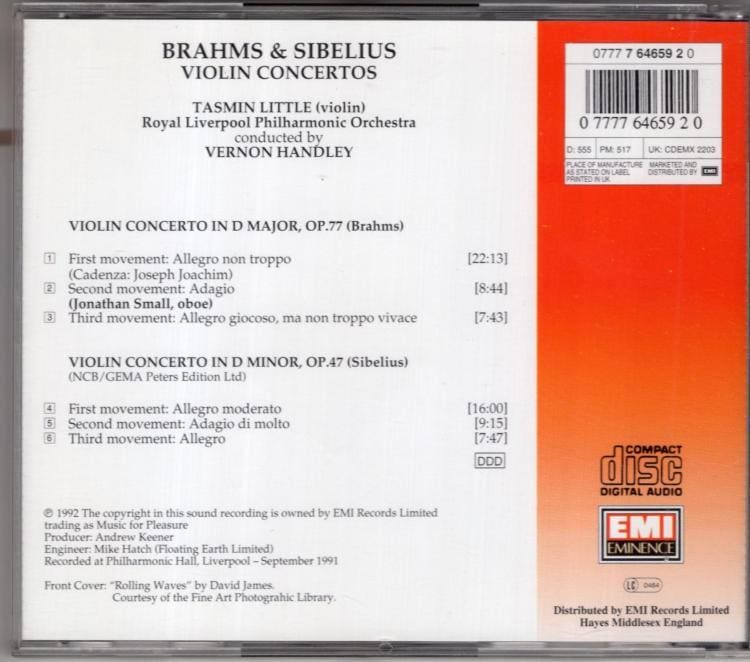 BRAHMS & SIBELIUS
VIOLIN CONCERTOS
TASMIN LITTLE (violin)
Royal Liverpool Philharmonic Orchestra
conducted by
VERNON HANDLEY
VIOLIN CONCERTO IN D MAJOR, OP.77 (Brahms)
1 First movement: Allegro non troppo [22:13]
(Cadenza: Joseph Joachim)
2 Second movement: Adagio [8:44]
(Jonathan Small, oboe)
3 Third movement: Allegro giocoso, ma non troppo vivace [7:43]
VIOLIN CONCERTO IN D MINOR, OP.47 (Sibelius)
(NCB/GEMA Peters Edition Ltd)
4 First movement: Allegro moderato [16:00]
5 Second movement: Adagio di molto [9:15]
6 Third movement: Allegro [7:47]
DDD
℗ 1992 The copyright in this sound recording is owned by EMI Records Limited
trading as Music for Pleasure
Producer: Andrew Keener
Engineer: Mike Hatch (Floating Earth Limited)
Recorded at Philharmonic Hall, Liverpool – September 1991
Front Cover: "Rolling Waves" by David James.
Courtesy of the Fine Art Photograhic Library.
0777 7 64659 2 0
0 7777 64659 2 0
D: 555 PM: 517 UK: CDEMX 2203
PLACE OF MANUFACTURE
AS STATED ON LABEL
PRINTED IN UK
MARKETED AND
DISTRIBUTED BY EMI
COMPACT
disc
DIGITAL AUDIO
EMI
EMINENCE
LC 0464
Distributed by EMI Records Limited
Hayes Middlesex England